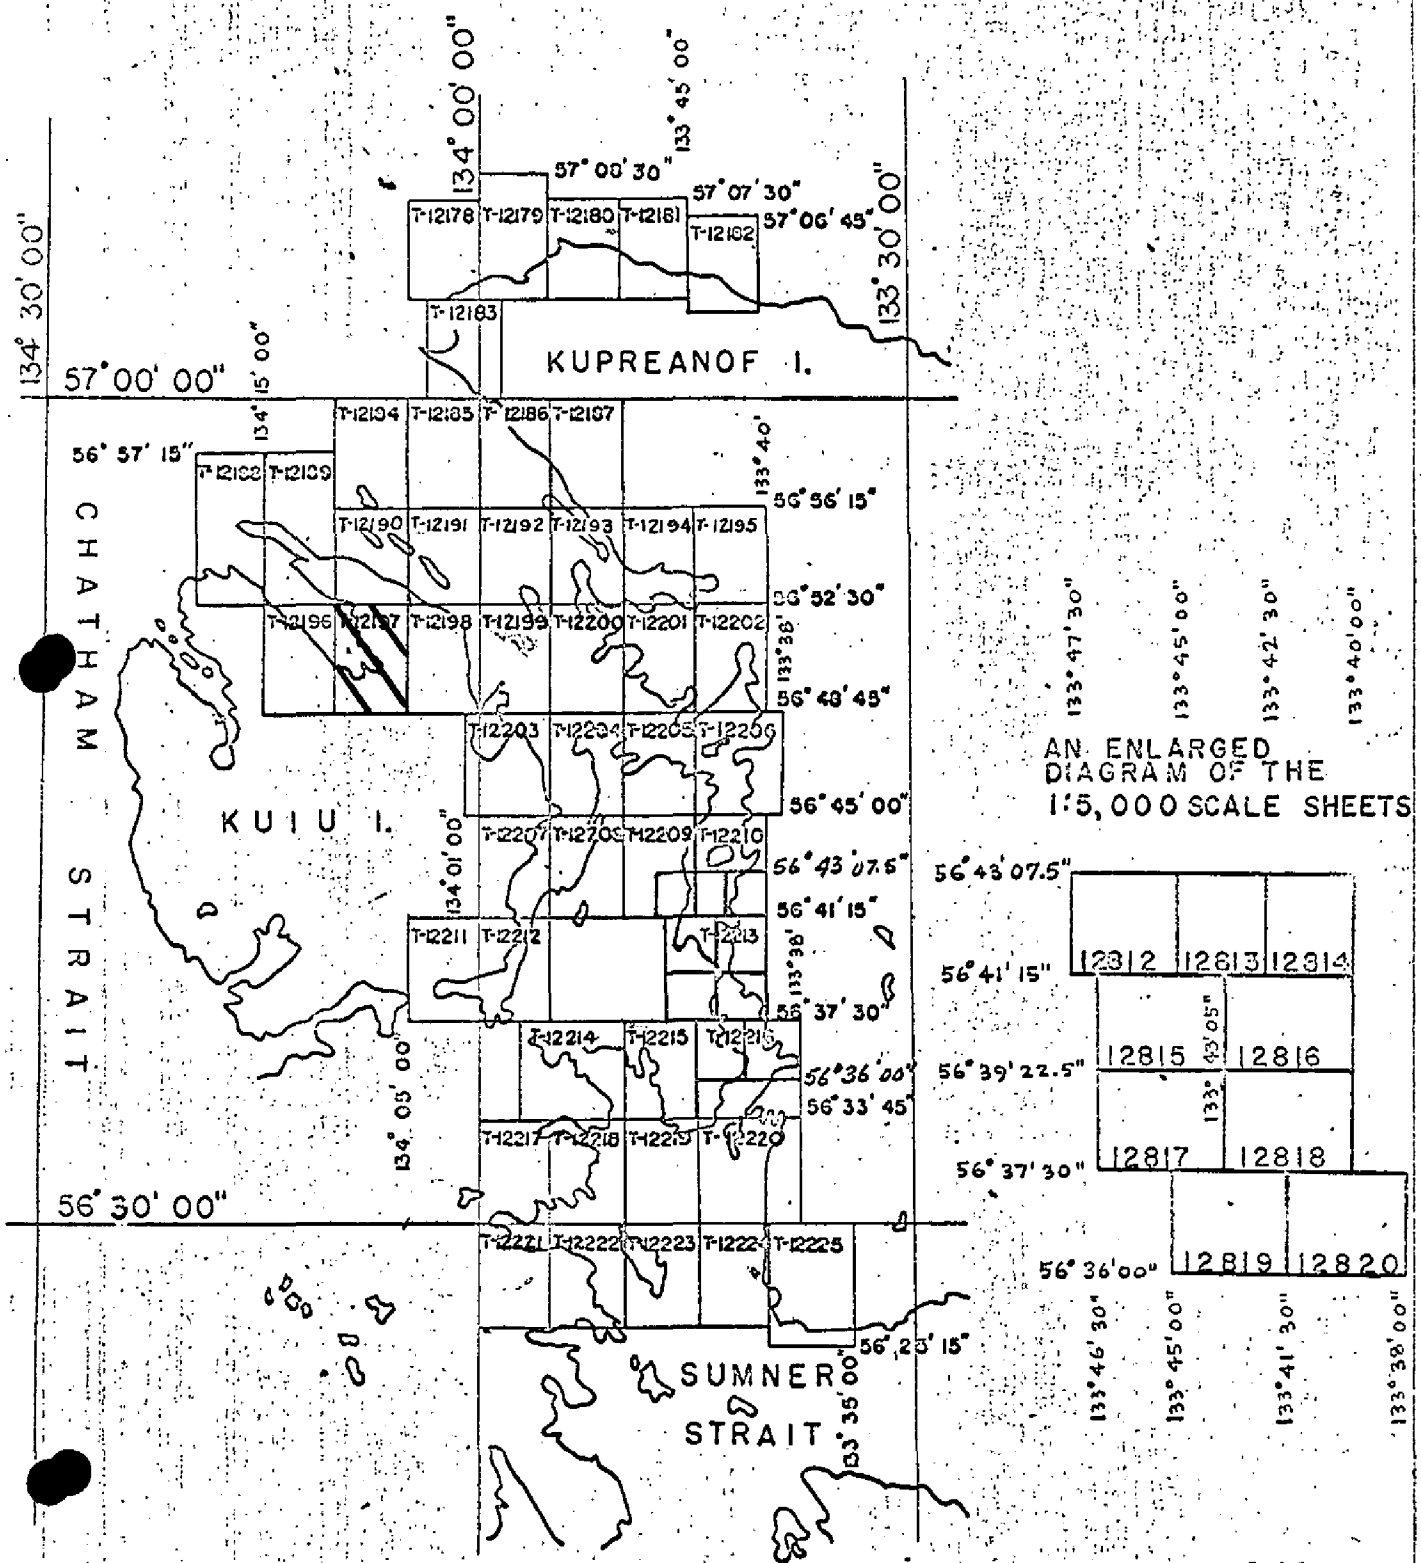 134° 00' 00"
133° 45' 00"
134° 30' 00"
133° 30' 00"
57° 08' 30"
57° 07' 30"
57° 06' 45"
T-12178 T-12179 T-12180 T-12181
T-12182
T-12183
134° 15' 00"
KUPREANOF I.
57° 00' 00"
T-12184 T-12185 T-12186 T-12187
133° 40'
56° 57' 15"
T-12188 T-12189
56° 56' 15"
T-12190 T-12191 T-12192 T-12193 T-12194 T-12195
56° 52' 30"
T-12196 T-12197 T-12198 T-12199 T-12200 T-12201 T-12202
133° 38'
56° 48' 45"
T-12203 T-12204 T-12205 T-12206
56° 45' 00"
CHATHAM STRAIT
KUIU I.
134° 01' 00"
T-12207 T-12208 T-12209 T-12210
56° 43' 07.5"
56° 41' 15"
T-12211 T-12212 T-12213
133° 38'
56° 37' 30"
T-12214 T-12215 T-12216
134° 05' 00"
56° 36' 00"
56° 33' 45"
T-12217 T-12218 T-12219 T-12220
56° 30' 00"
T-12221 T-12222 T-12223 T-12224 T-12225
133° 35' 00"
SUMNER
STRAIT
133° 47' 30"
133° 45' 00"
133° 42' 30"
133° 40' 00"
AN ENLARGED
DIAGRAM OF THE
1:5,000 SCALE SHEETS
56° 43' 07.5"
12812 12813 12814
56° 41' 15"
12815 12816
133° 43' 05"
56° 39' 22.5"
12817 12818
56° 37' 30"
12819 12820
56° 36' 00"
133° 46' 30"
133° 45' 00"
133° 41' 30"
133° 38' 00"